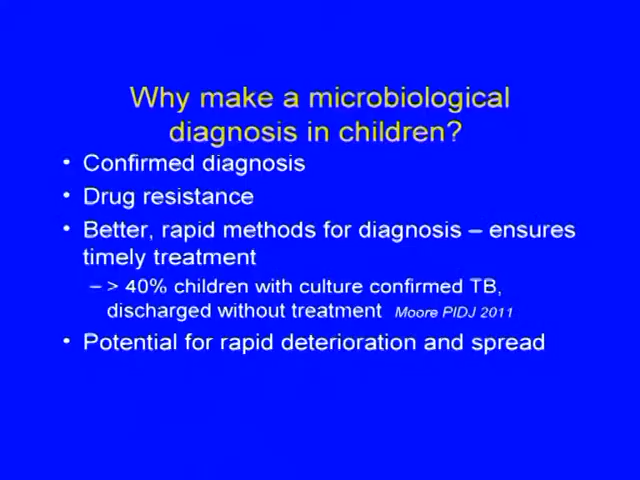 Why make a microbiological
diagnosis in children?
• Confirmed diagnosis
• Drug resistance
• Better, rapid methods for diagnosis – ensures
timely treatment
– > 40% children with culture confirmed TB,
discharged without treatment Moore PIDJ 2011
• Potential for rapid deterioration and spread